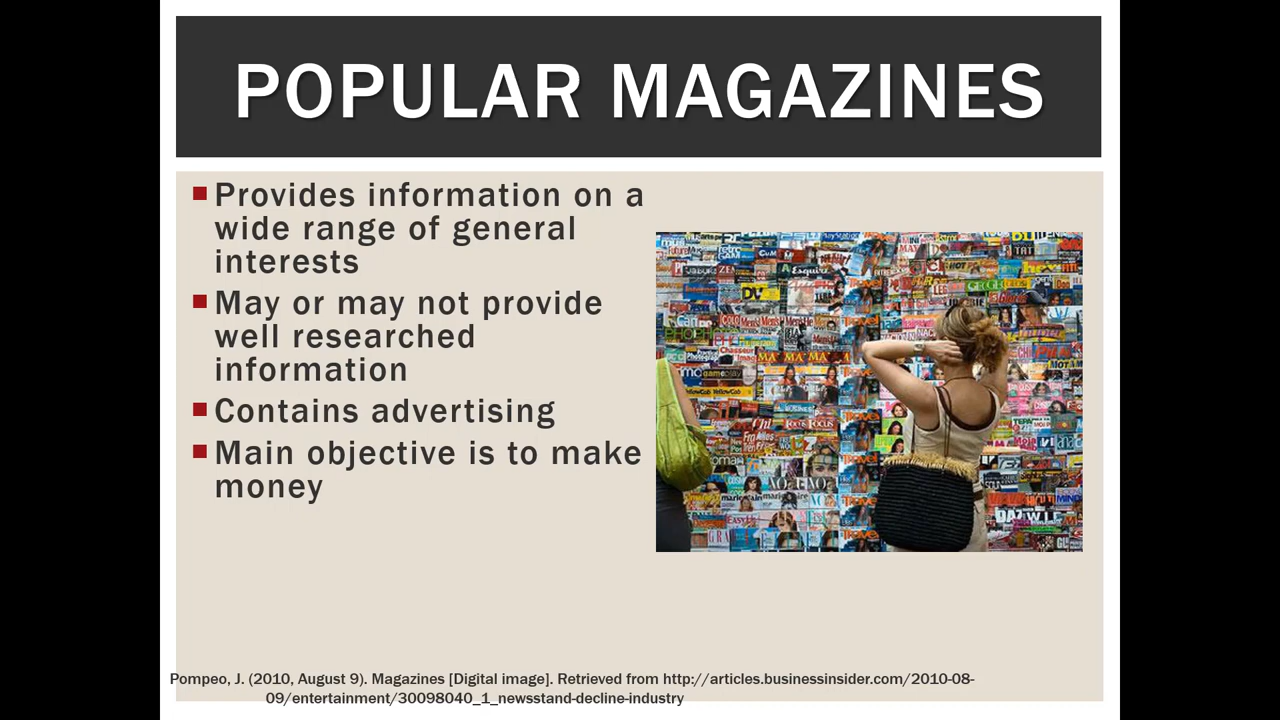 POPULAR MAGAZINES
Provides information on a
wide range of general
interests
May or may not provide
well researched
information
Contains advertising
Main objective is to make
money
Esquire
Pompeo, J. (2010, August 9). Magazines [Digital image]. Retrieved from http://articles.businessinsider.com/2010-08-
09/entertainment/30098040_1_newsstand-decline-industry